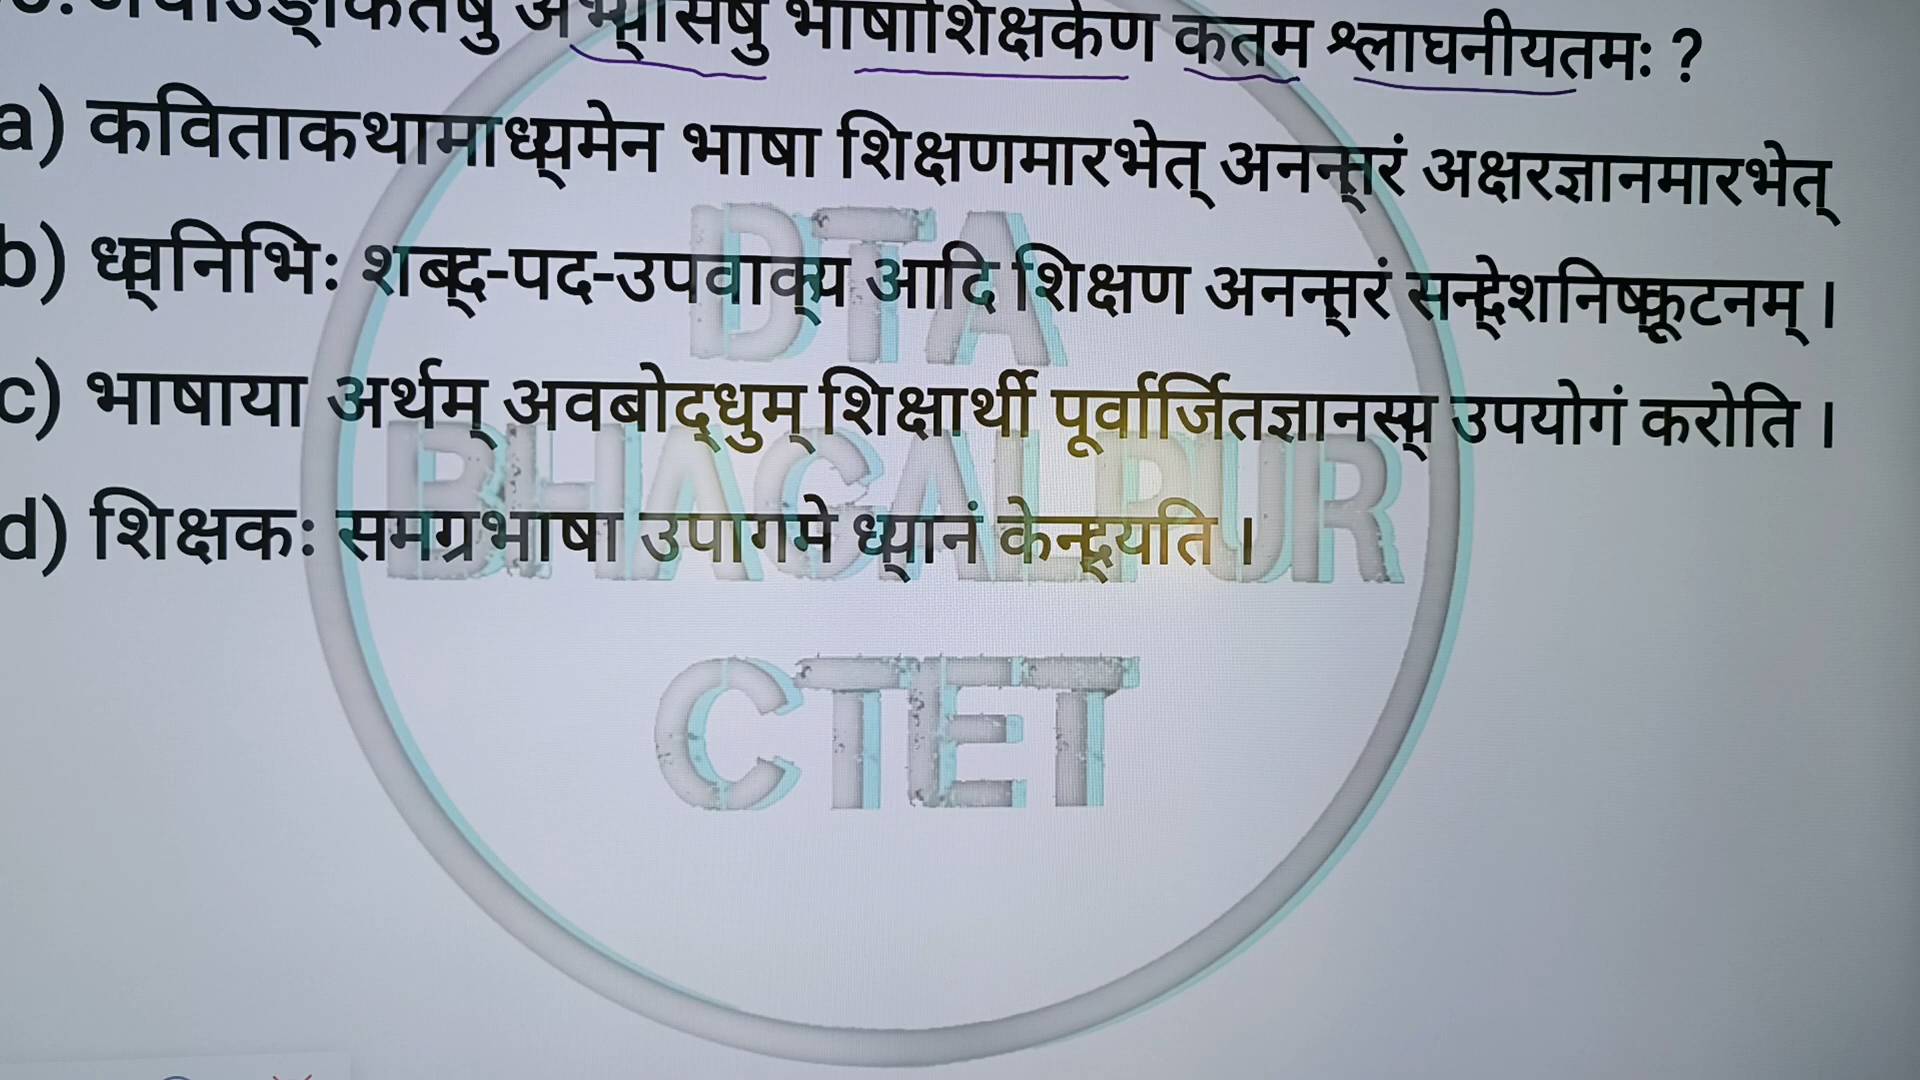 अभ्यासेषु भाषाशिक्षकेण कतम श्लाघनीयतमः ?
a) कविताकथामाध्यमेन भाषा शिक्षणमारभेत् अनन्तरं अक्षरज्ञानमारभेत्
b) ध्वनिभिः शब्द-पद-उपवाक्य आदि शिक्षण अनन्तरं सन्देशनिष्कूटनम् ।
c) भाषाया अर्थम् अवबोद्धुम् शिक्षार्थी पूर्वार्जितज्ञानस्य उपयोगं करोति ।
d) शिक्षकः समग्रभाषा उपागमे ध्यानं केन्द्रयति ।
DTA
BHAGALPUR
CTET